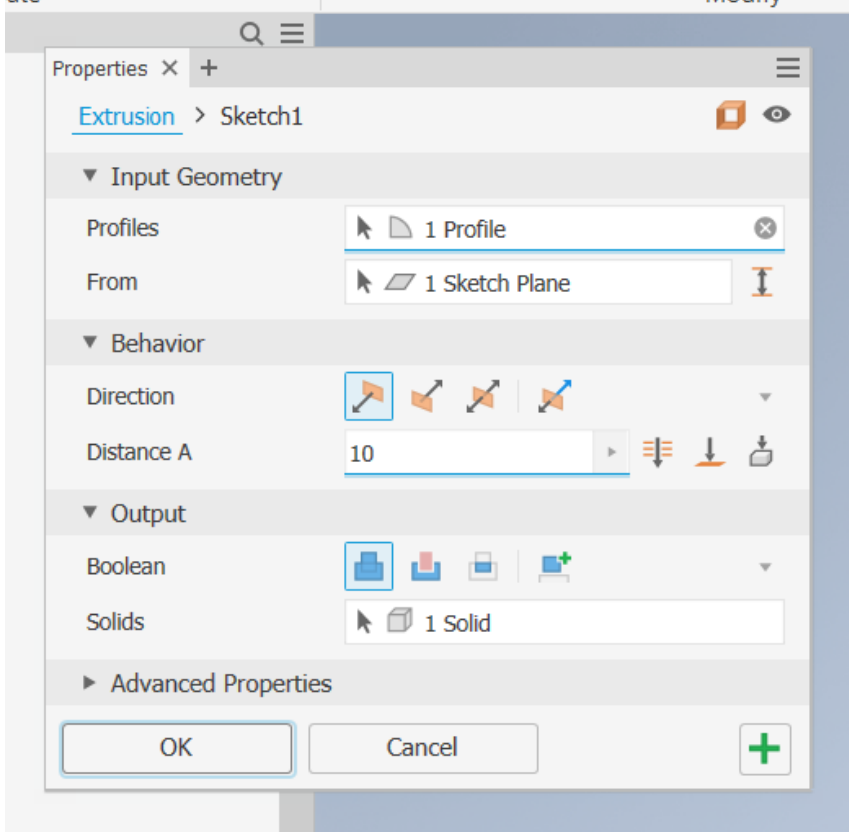 Properties
Extrusion > Sketch1
Input Geometry
Profiles 1 Profile
From 1 Sketch Plane
Behavior
Direction
Distance A 10
Output
Boolean
Solids 1 Solid
Advanced Properties
OK Cancel